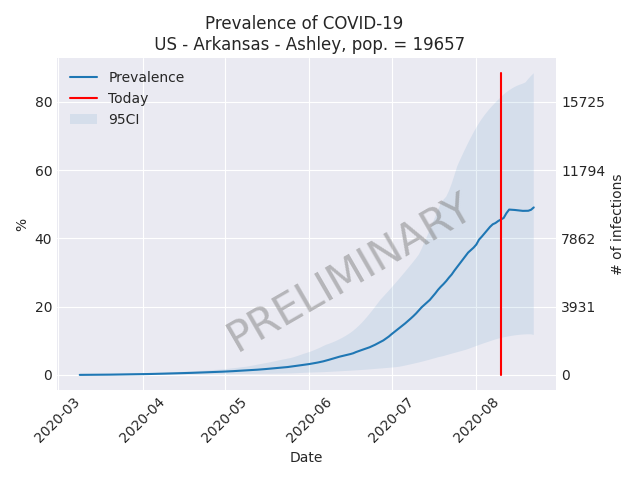 Prevalence of COVID-19
US - Arkansas - Ashley, pop. = 19657
Prevalence
Today
95CI
%
80
60
40
20
0
15725
11794
7862
3931
0
# of infections
PRELIMINARY
2020-03
2020-04
2020-05
2020-06
2020-07
2020-08
Date